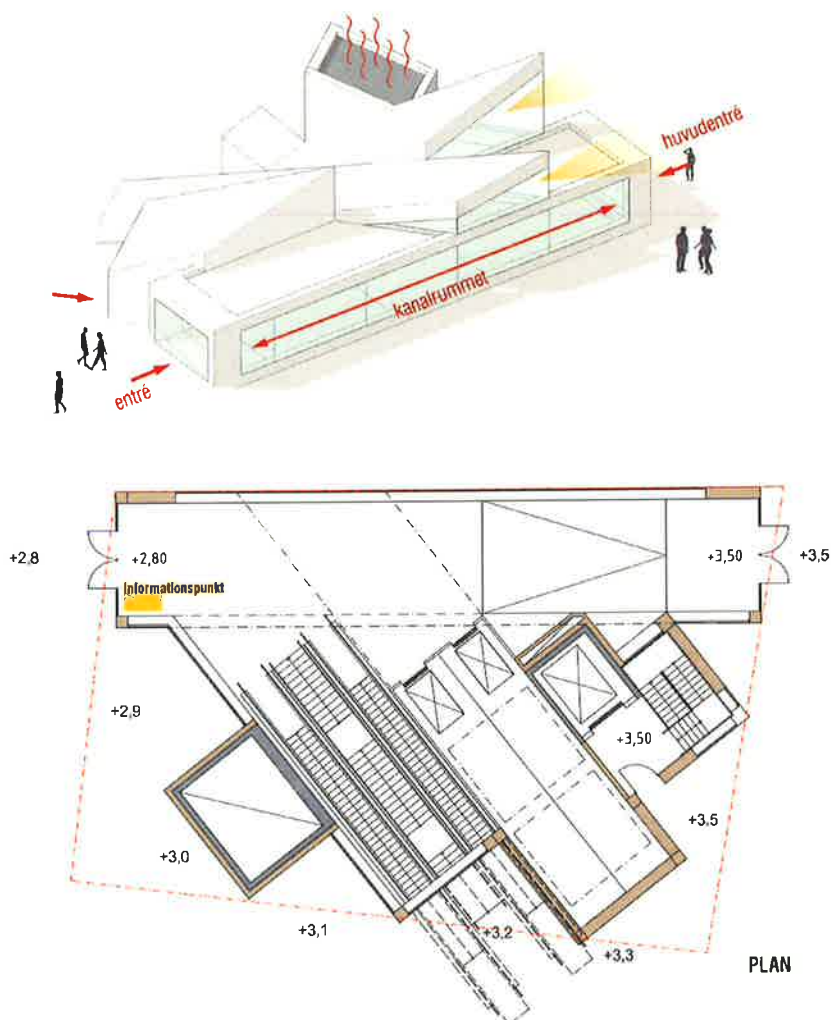 huvudentré
kanalrummet
entré
+2,8
+2,80
+3,50
+3,5
Informationspunkt
+2,9
+3,50
+3,5
+3,0
+3,1
+3,2
+3,3
PLAN